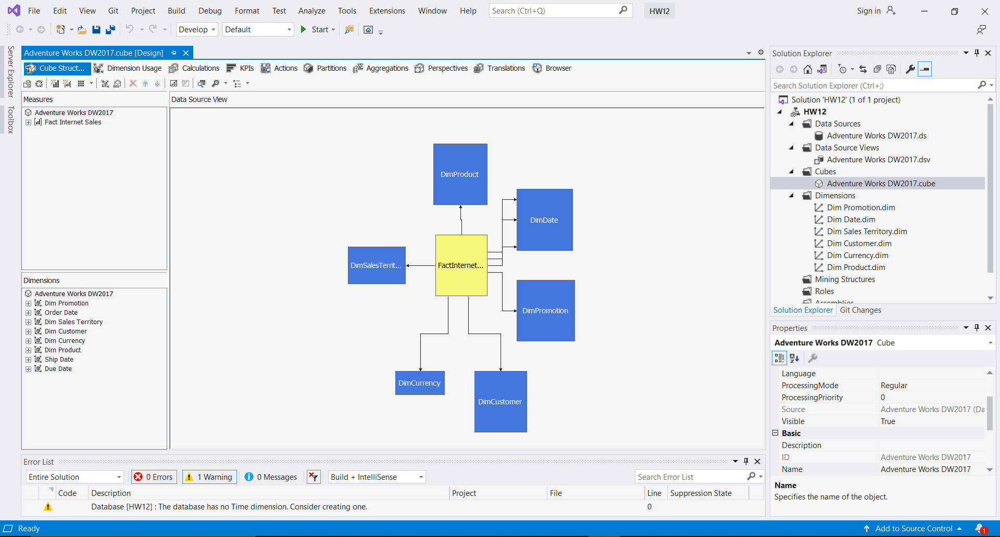 File Edit View Git Project Build Debug Format Test Analyze Tools Extensions Window Help Search (Ctrl+Q) HW12 Sign in
Develop Default Start
Server Explorer
Toolbox
Adventure Works DW2017.cube [Design]
Cube Struct... Dimension Usage Calculations KPIs Actions Partitions Aggregations Perspectives Translations Browser
Measures
Adventure Works DW2017
Fact Internet Sales
Dimensions
Adventure Works DW2017
Dim Promotion
Order Date
Dim Sales Territory
Dim Customer
Dim Currency
Dim Product
Ship Date
Due Date
Data Source View
DimProduct
DimDate
DimSalesTerrit...
FactInternet...
DimPromotion
DimCurrency
DimCustomer
Error List
Entire Solution 0 Errors 1 Warning 0 Messages Build + IntelliSense Search Error List
Code Description Project File Line Suppression State
Database [HW12] : The database has no Time dimension. Consider creating one. 0
Solution Explorer
Search Solution Explorer (Ctrl+;)
Solution 'HW12' (1 of 1 project)
HW12
Data Sources
Adventure Works DW2017.ds
Data Source Views
Adventure Works DW2017.dsv
Cubes
Adventure Works DW2017.cube
Dimensions
Dim Promotion.dim
Dim Date.dim
Dim Sales Territory.dim
Dim Customer.dim
Dim Currency.dim
Dim Product.dim
Mining Structures
Roles
Assemblies
Solution Explorer Git Changes
Properties
Adventure Works DW2017 Cube
Language
ProcessingMode Regular
ProcessingPriority 0
Source Adventure Works DW2017 (Da
Visible True
Basic
Description
ID Adventure Works DW2017
Name Adventure Works DW2017
Name
Specifies the name of the object.
Ready Add to Source Control 1